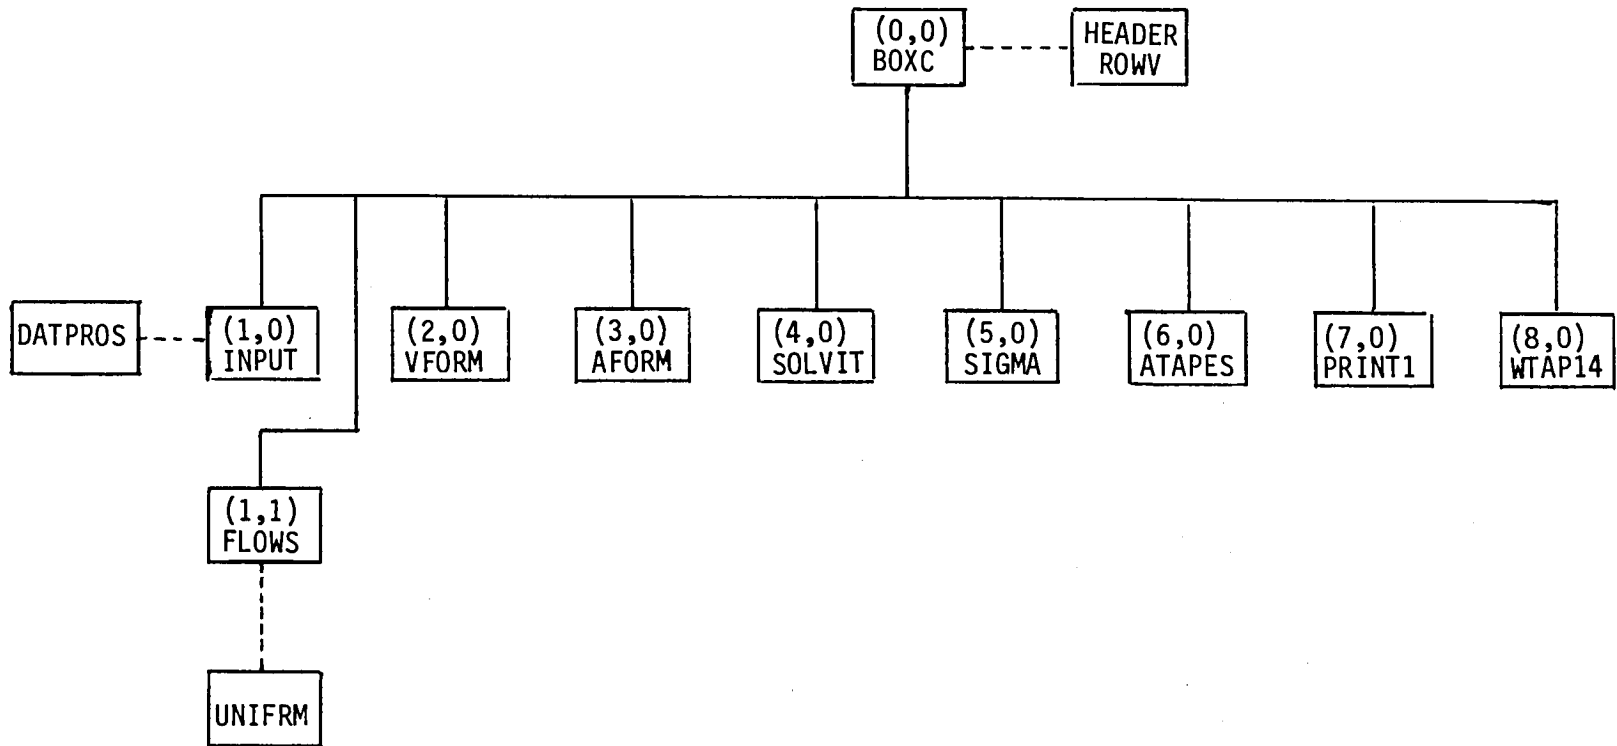 (0,0)
BOXC
HEADER
ROWV
DATPROS
(1,0)
INPUT
(2,0)
VFORM
(3,0)
AFORM
(4,0)
SOLVIT
(5,0)
SIGMA
(6,0)
ATAPES
(7,0)
PRINT1
(8,0)
WTAP14
(1,1)
FLOWS
UNIFRM